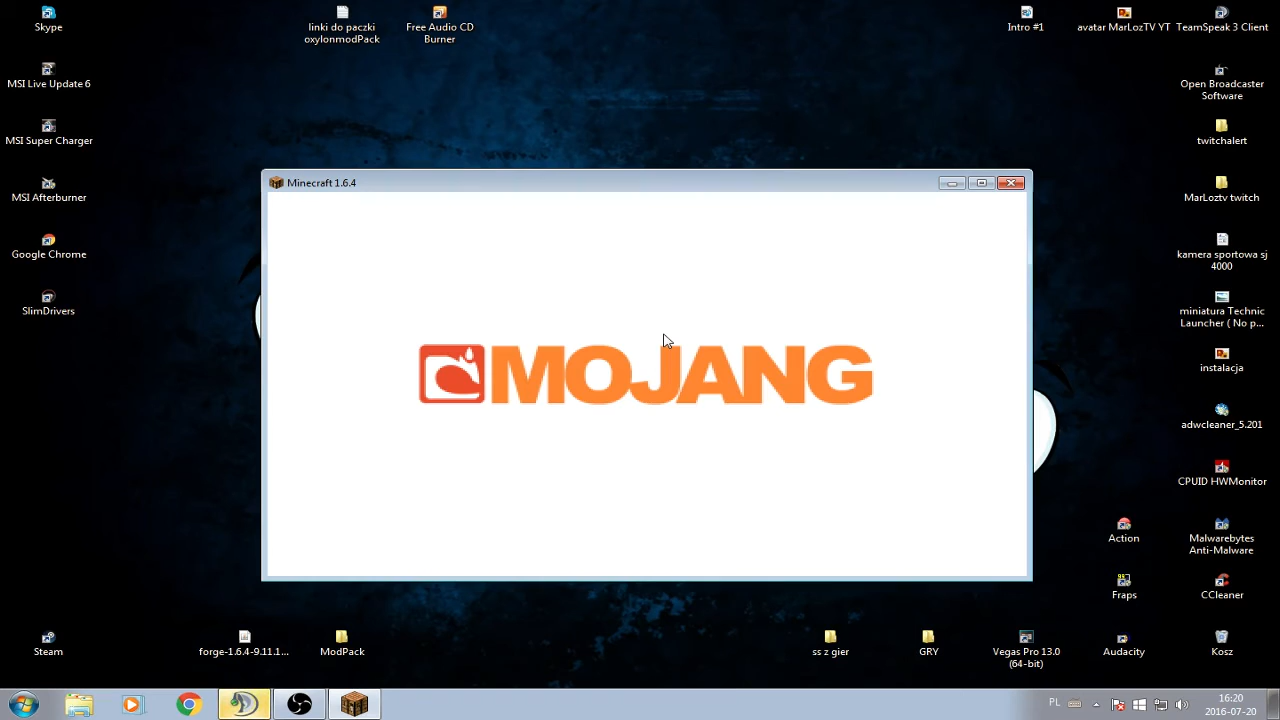 Skype
linki do paczki
oxylonmodPack
Free Audio CD
Burner
Intro #1
avatar MarLozTV YT
TeamSpeak 3 Client
MSI Live Update 6
Open Broadcaster
Software
MSI Super Charger
twitchalert
Minecraft 1.6.4
MSI Afterburner
MarLoztv twitch
Google Chrome
kamera sportowa sj
4000
SlimDrivers
miniatura Technic
Launcher ( No p...
MOJANG
instalacja
adwcleaner_5.201
CPUID HWMonitor
Action
Malwarebytes
Anti-Malware
Fraps
CCleaner
Steam
forge-1.6.4-9.11.1...
ModPack
ss z gier
GRY
Vegas Pro 13.0
(64-bit)
Audacity
Kosz
PL
16:20
2016-07-20